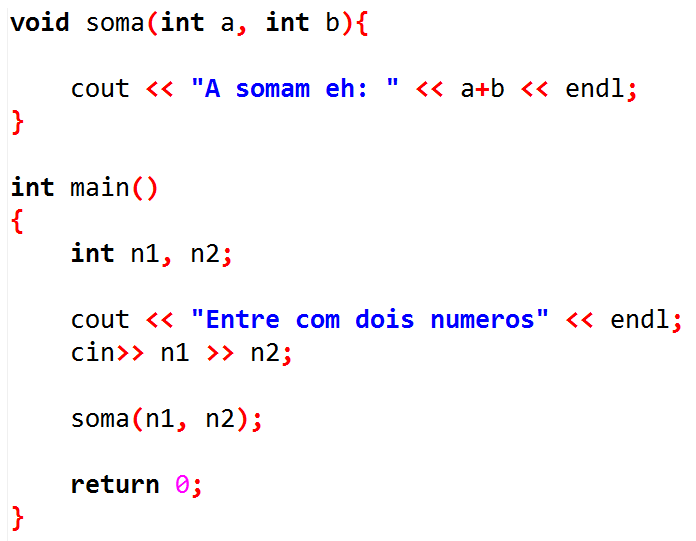 void soma(int a, int b){
cout << "A somam eh: " << a+b << endl;
}
int main()
{
int n1, n2;
cout << "Entre com dois numeros" << endl;
cin>> n1 >> n2;
soma(n1, n2);
return 0;
}